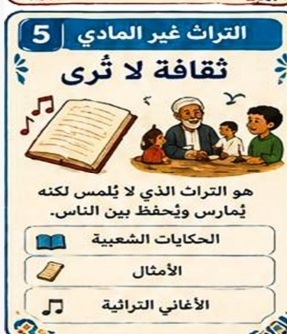 5
التراث غير المادي
ثقافة لا تُرى
هو التراث الذي لا يُلمس لكنه
يُمارس ويُحفظ بين الناس.
الحكايات الشعبية
الأمثال
الأغاني التراثية